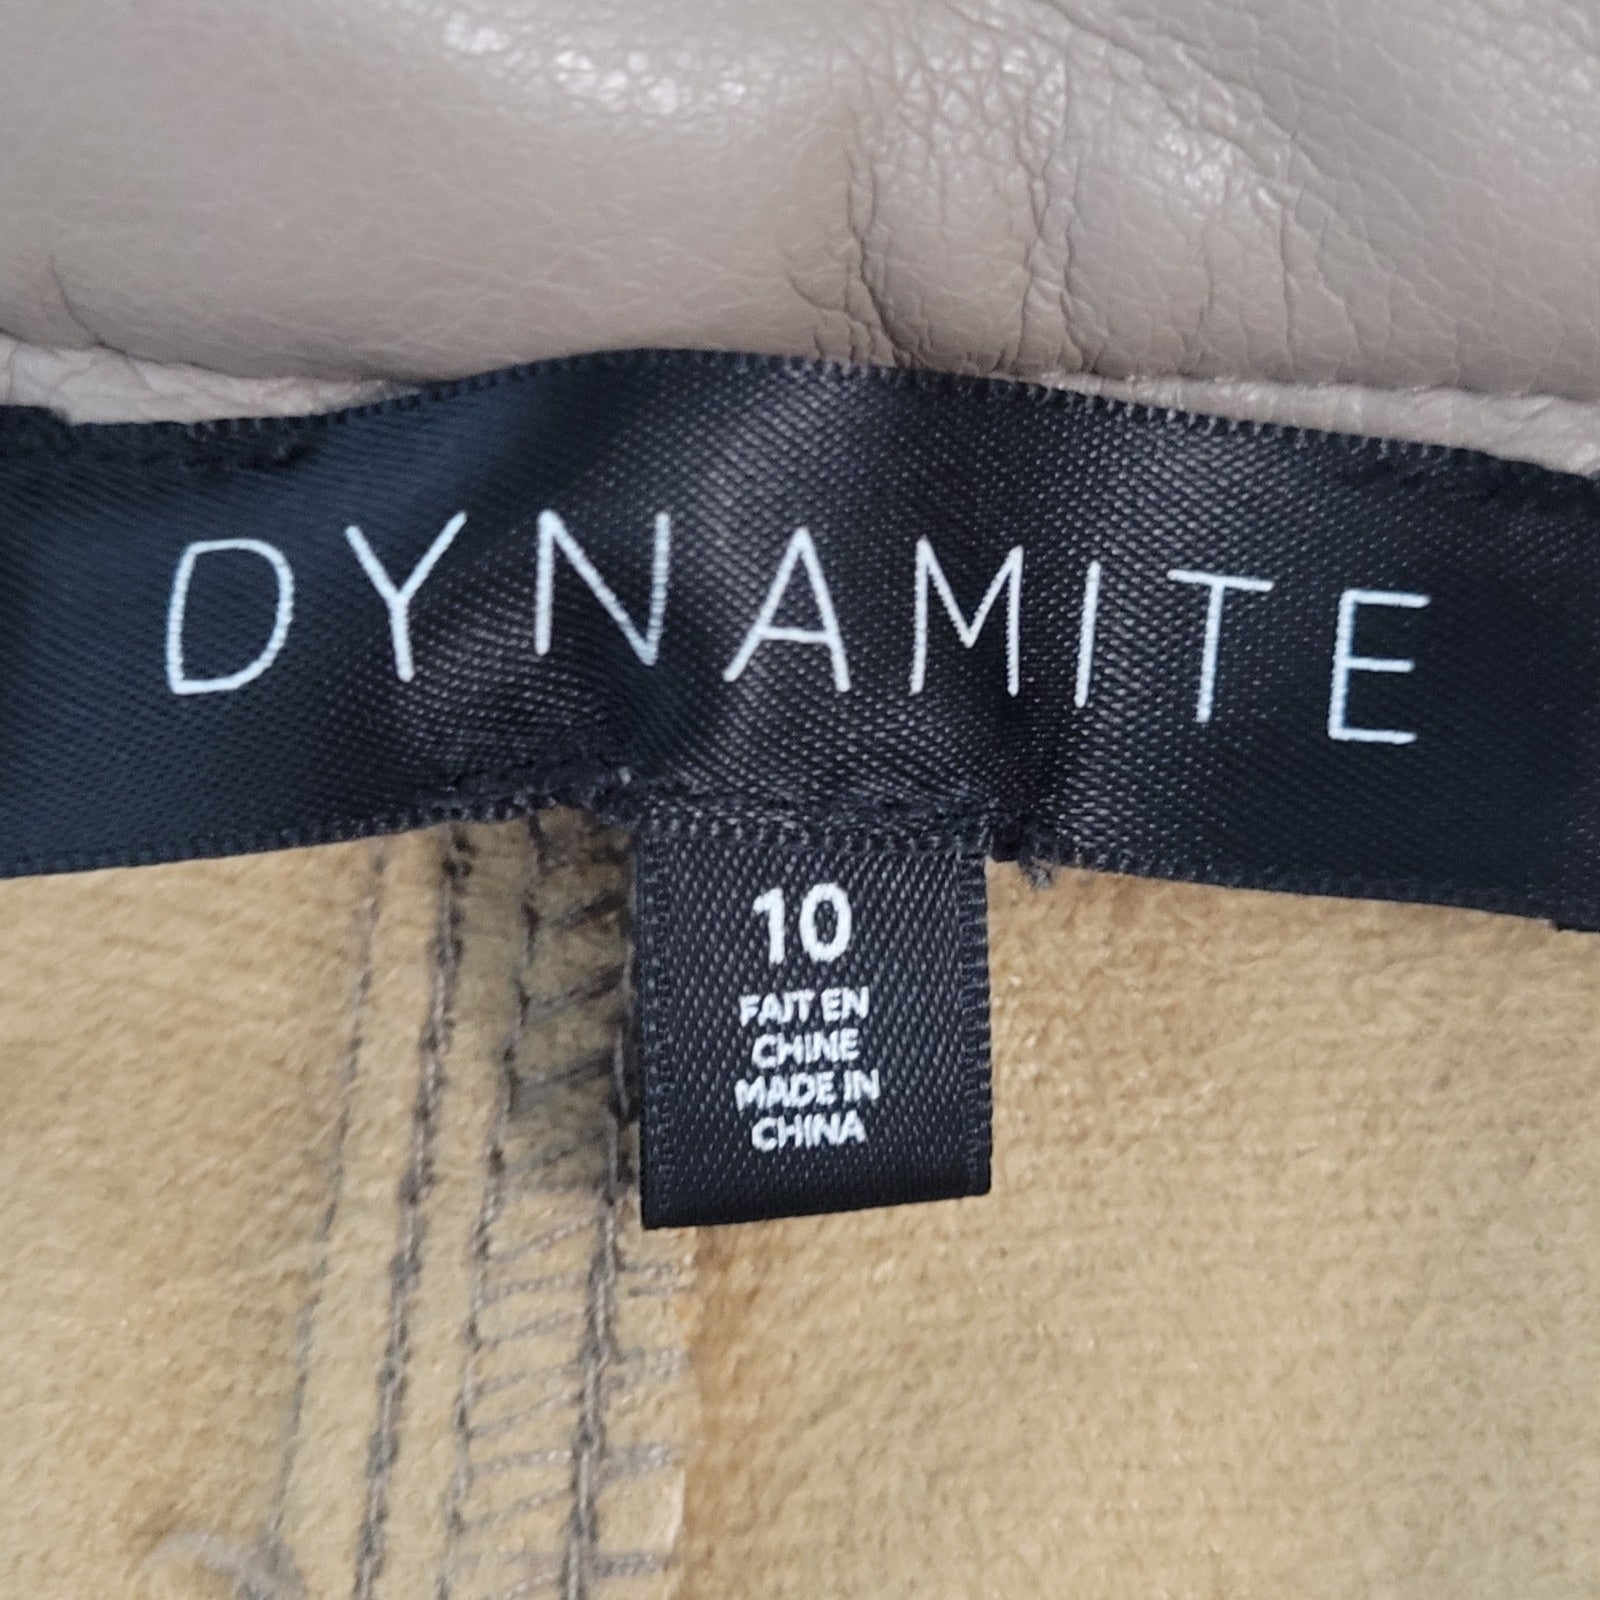 DYNAMITE
10
FAIT EN
CHINE
MADE IN
CHINA